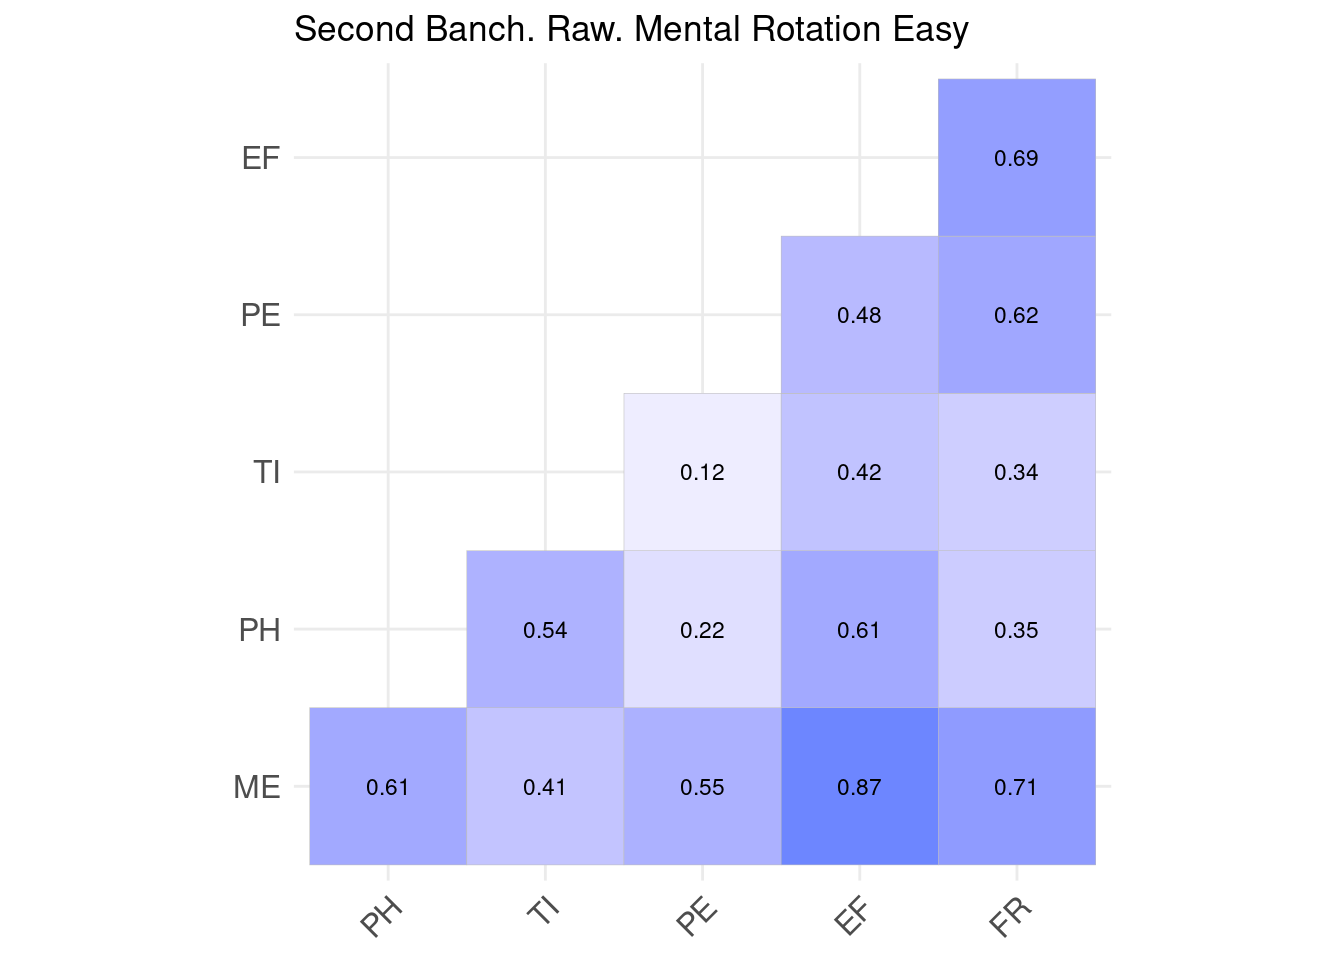 Second Banch. Raw. Mental Rotation Easy
EF 0.69
PE 0.48 0.62
TI 0.12 0.42 0.34
PH 0.54 0.22 0.61 0.35
ME 0.61 0.41 0.55 0.87 0.71
PH TI PE EF FR